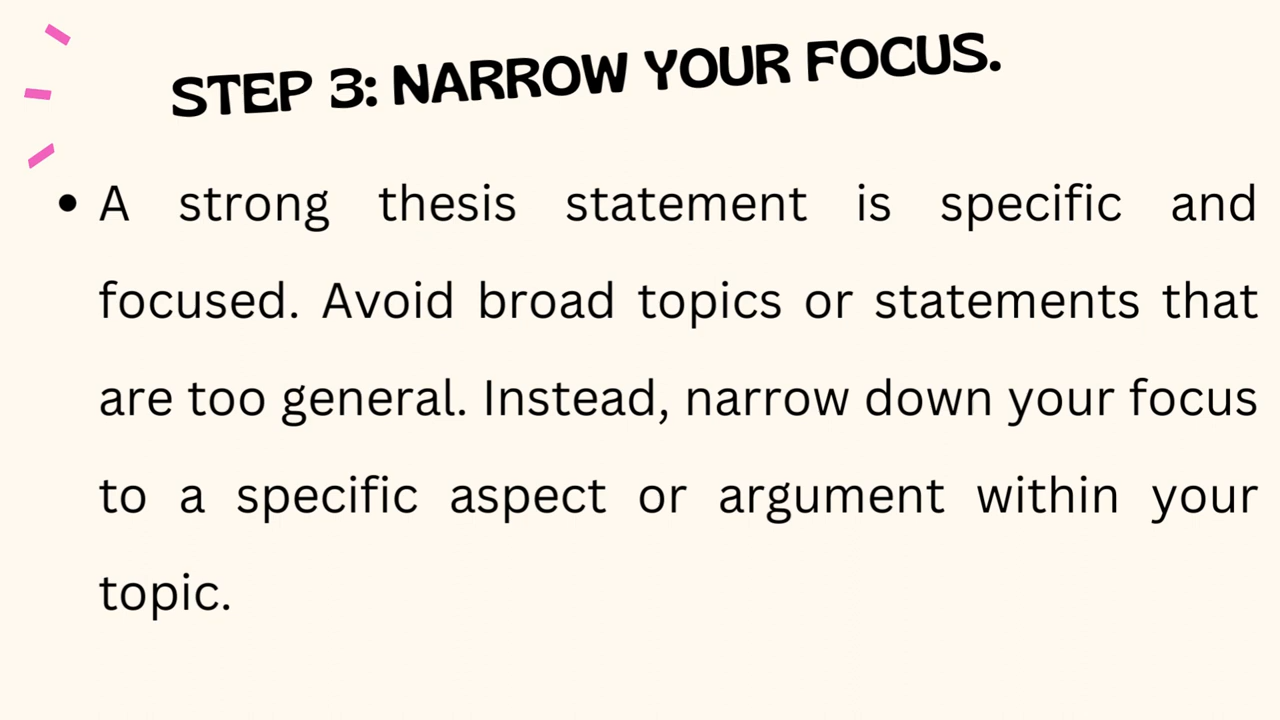 STEP 3: NARROW YOUR FOCUS.
• A strong thesis statement is specific and
focused. Avoid broad topics or statements that
are too general. Instead, narrow down your focus
to a specific aspect or argument within your
topic.